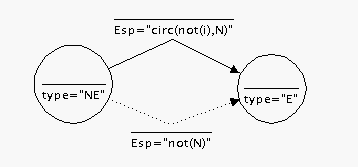 Esp="circ(not(i),N)"
type="NE"
type="E"
Esp="not(N)"